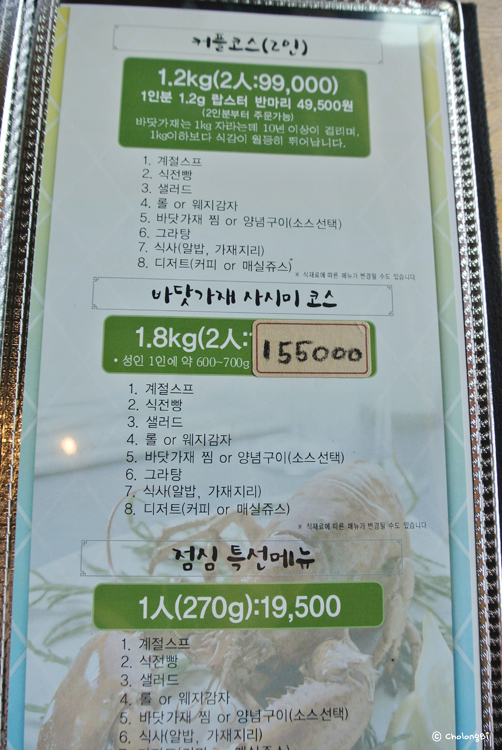 커플코스(2인)
1.2kg(2人:99,000)
1인분 1.2g 랍스터 반마리 49,500원
(2인분부터 주문가능)
바닷가재는 1kg 자라는데 10년 이상이 걸리며,
1kg이하보다 식감이 월등히 뛰어납니다.
1. 계절스프
2. 식전빵
3. 샐러드
4. 롤 or 웨지감자
5. 바닷가재 찜 or 양념구이(소스선택)
6. 그라탕
7. 식사(알밥, 가재지리)
8. 디저트(커피 or 매실쥬스)
※ 식재료에 따른 메뉴가 변경될 수도 있습니다
바닷가재 사시미 코스
1.8kg(2人: 155000
• 성인 1인에 약 600~700g
1. 계절스프
2. 식전빵
3. 샐러드
4. 롤 or 웨지감자
5. 바닷가재 찜 or 양념구이(소스선택)
6. 그라탕
7. 식사(알밥, 가재지리)
8. 디저트(커피 or 매실쥬스)
※ 식재료에 따른 메뉴가 변경될 수도 있습니다
점심 특선메뉴
1人(270g):19,500
1. 계절스프
2. 식전빵
3. 샐러드
4. 롤 or 웨지감자
5. 바닷가재 찜 or 양념구이(소스선택)
6. 식사(알밥, 가재지리)
© Cholongbi